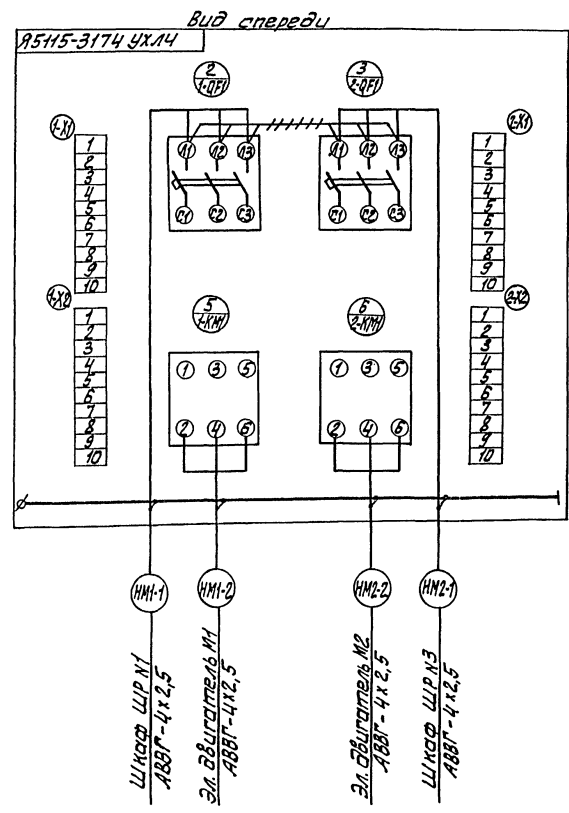 Вид спереди
Я5115-3174 УХЛ4
2
1-QF1
3
2-QF1
1-X1
1
2
3
4
5
6
7
8
9
10
Л1 Л2 Л3
С1 С2 С3
Л1 Л2 Л3
С1 С2 С3
2-X1
1
2
3
4
5
6
7
8
9
10
1-X2
1
2
3
4
5
6
7
8
9
10
5
1-КМ1
1 3 5
2 4 6
6
2-КМ1
1 3 5
2 4 6
2-X2
1
2
3
4
5
6
7
8
9
10
НМ1-1
НМ1-2
НМ2-2
НМ2-1
Шкаф ШР N1
АВВГ-4х2,5
Эл. двигатель М1
АВВГ-4х2,5
Эл. двигатель М2
АВВГ-4х2,5
Шкаф ШР N3
АВВГ-4х2,5